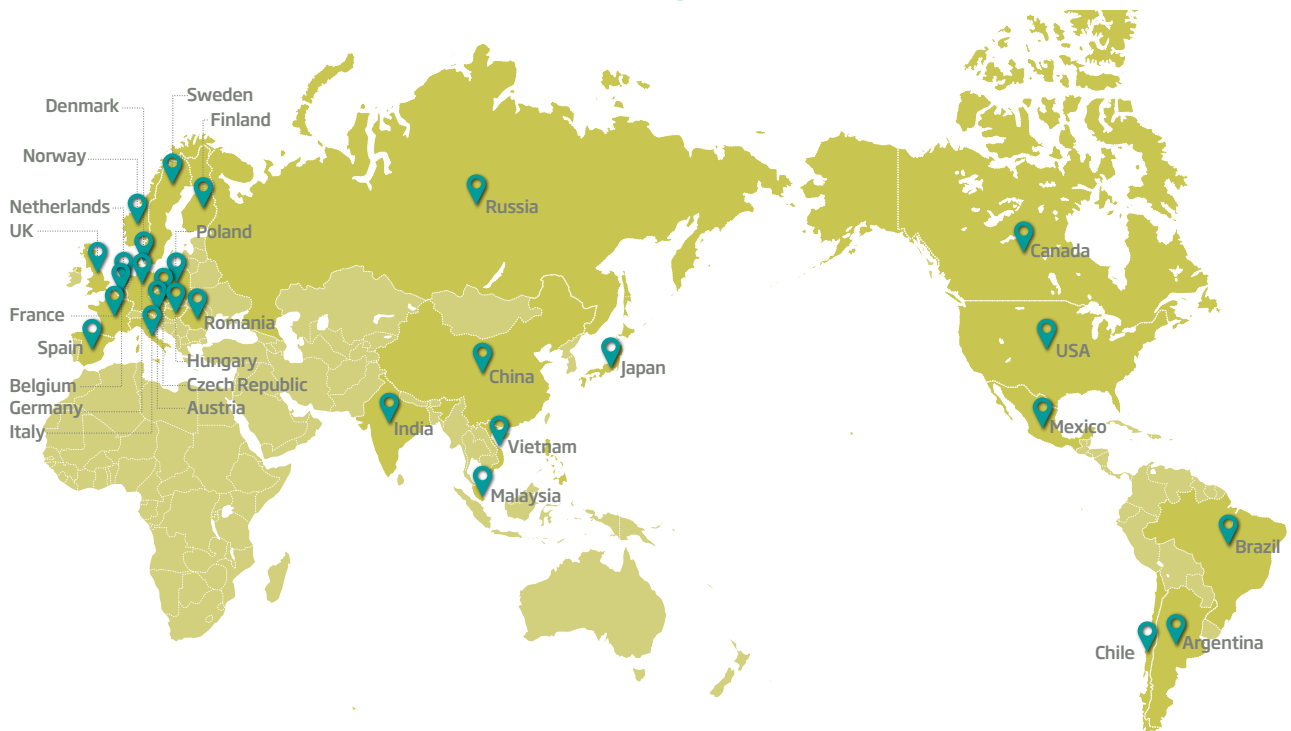 Sweden
Denmark
Finland
Norway
Netherlands
UK
Poland
Russia
Canada
France
Romania
Spain
Hungary
Belgium
Czech Republic
Germany
Austria
Italy
China
Japan
India
Vietnam
Malaysia
USA
Mexico
Brazil
Chile
Argentina